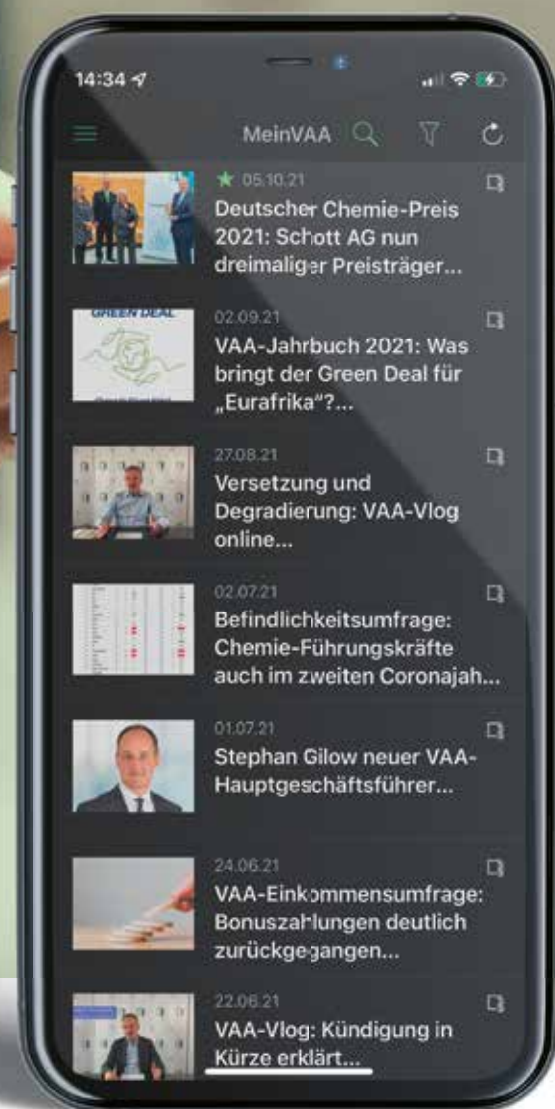 14:34
MeinVAA
05.10.21
Deutscher Chemie-Preis
2021: Schott AG nun
dreimaliger Preisträger...
GREEN DEAL
02.09.21
VAA-Jahrbuch 2021: Was
bringt der Green Deal für
„Eurafrika“?...
27.08.21
Versetzung und
Degradierung: VAA-Vlog
online...
02.07.21
Befindlichkeitsumfrage:
Chemie-Führungskräfte
auch im zweiten Coronajah...
01.07.21
Stephan Gilow neuer VAA-
Hauptgeschäftsführer...
24.06.21
VAA-Einkommensumfrage:
Bonuszahlungen deutlich
zurückgegangen...
22.06.21
VAA-Vlog: Kündigung in
Kürze erklärt...